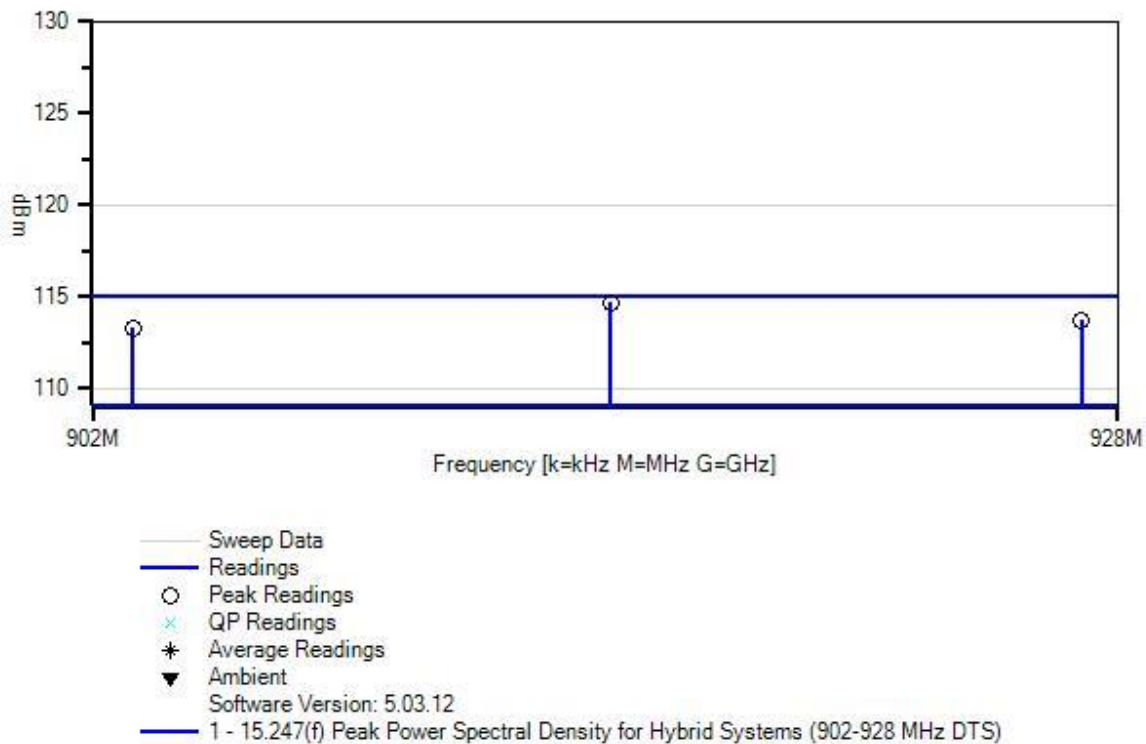 130
125
120
115
110
dBm
902M
928M
Frequency [k=kHz M=MHz G=GHz]
Sweep Data
Readings
Peak Readings
QP Readings
Average Readings
Ambient
Software Version: 5.03.12
1 - 15.247(f) Peak Power Spectral Density for Hybrid Systems (902-928 MHz DTS)